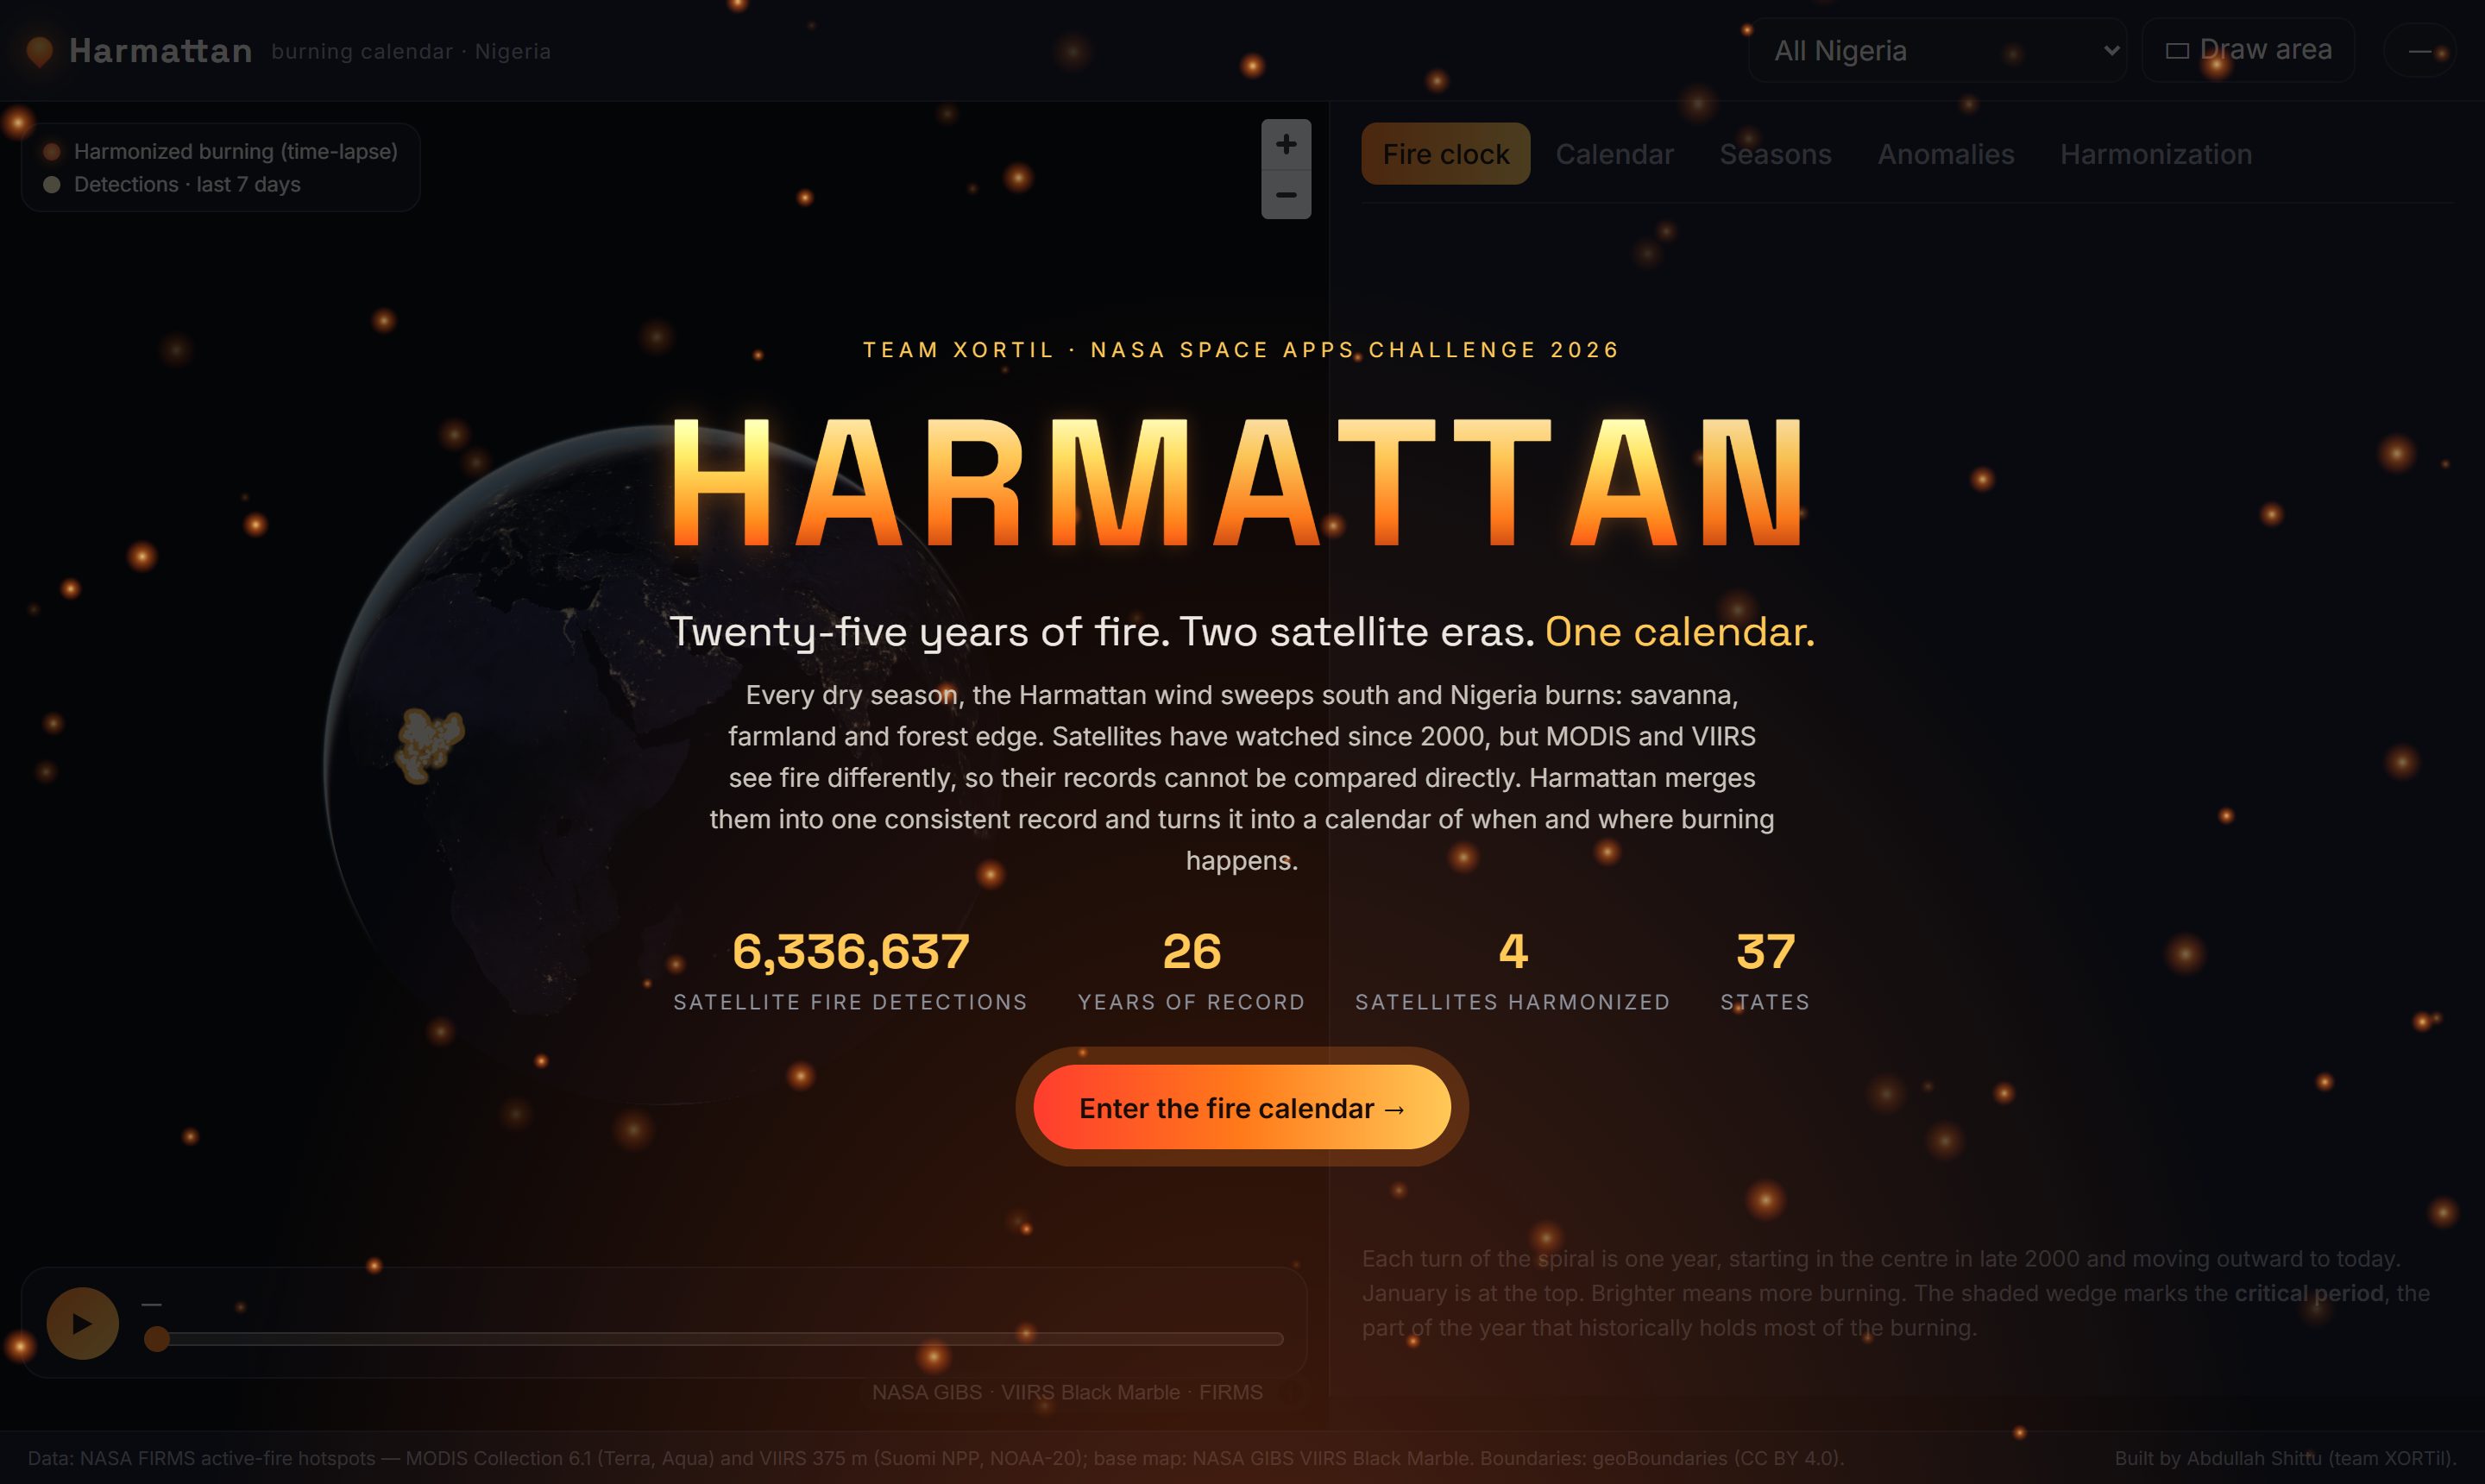 Harmattan burning calendar · Nigeria
All Nigeria
Draw area
—
Harmonized burning (time-lapse)
Detections · last 7 days
+
−
Fire clock Calendar Seasons Anomalies Harmonization
TEAM XORTIL · NASA SPACE APPS CHALLENGE 2026
HARMATTAN
Twenty-five years of fire. Two satellite eras. One calendar.
Every dry season, the Harmattan wind sweeps south and Nigeria burns: savanna,
farmland and forest edge. Satellites have watched since 2000, but MODIS and VIIRS
see fire differently, so their records cannot be compared directly. Harmattan merges
them into one consistent record and turns it into a calendar of when and where burning
happens.
6,336,637 26 4 37
SATELLITE FIRE DETECTIONS YEARS OF RECORD SATELLITES HARMONIZED STATES
Enter the fire calendar →
—
Each turn of the spiral is one year, starting in the centre in late 2000 and moving outward to today.
January is at the top. Brighter means more burning. The shaded wedge marks the critical period, the
part of the year that historically holds most of the burning.
NASA GIBS · VIIRS Black Marble · FIRMS
Data: NASA FIRMS active-fire hotspots — MODIS Collection 6.1 (Terra, Aqua) and VIIRS 375 m (Suomi NPP, NOAA-20); base map: NASA GIBS VIIRS Black Marble. Boundaries: geoBoundaries (CC BY 4.0).
Built by Abdullah Shittu (team XORTil).